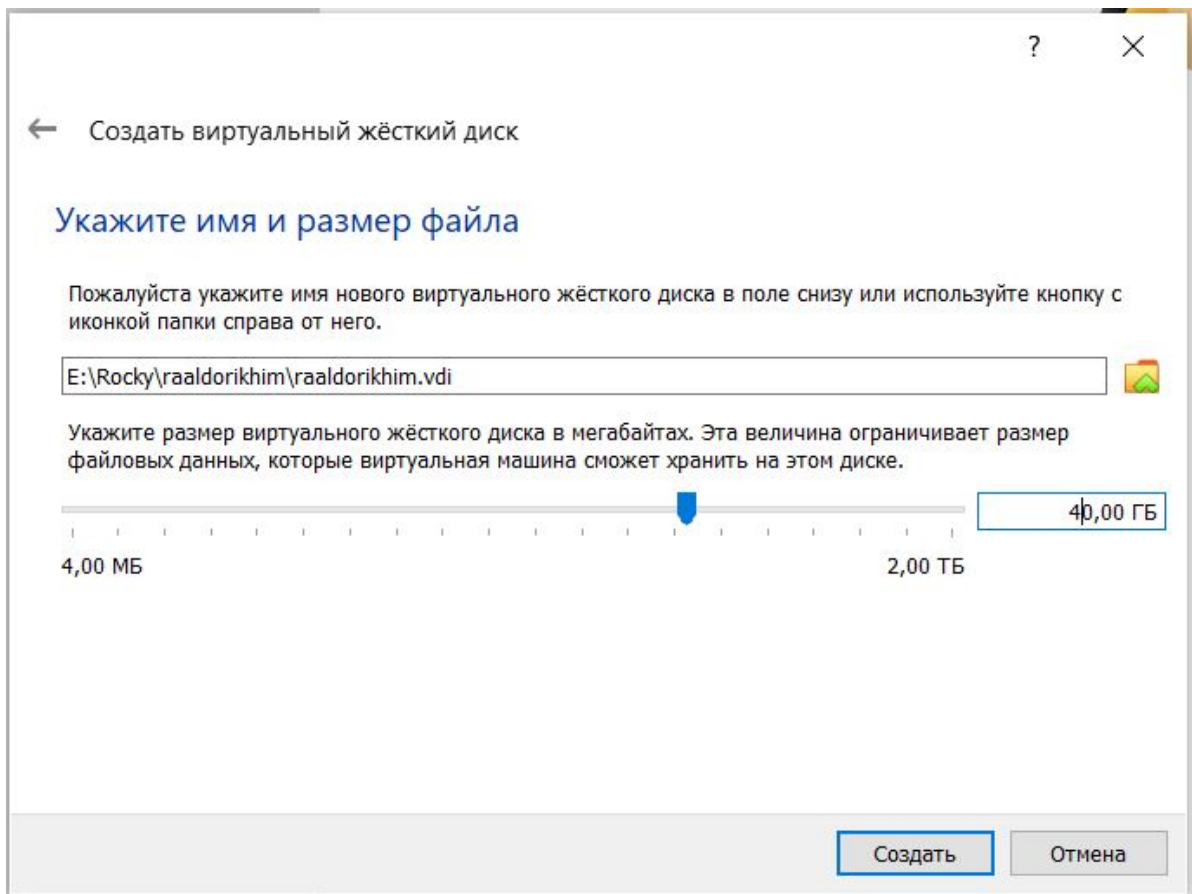 ?
Создать виртуальный жёсткий диск
Укажите имя и размер файла
Пожалуйста укажите имя нового виртуального жёсткого диска в поле снизу или используйте кнопку с
иконкой папки справа от него.
E:\Rocky\raaldorikhim\raaldorikhim.vdi
Укажите размер виртуального жёсткого диска в мегабайтах. Эта величина ограничивает размер
файловых данных, которые виртуальная машина сможет хранить на этом диске.
40,00 ГБ
4,00 МБ 2,00 ТБ
Создать Отмена